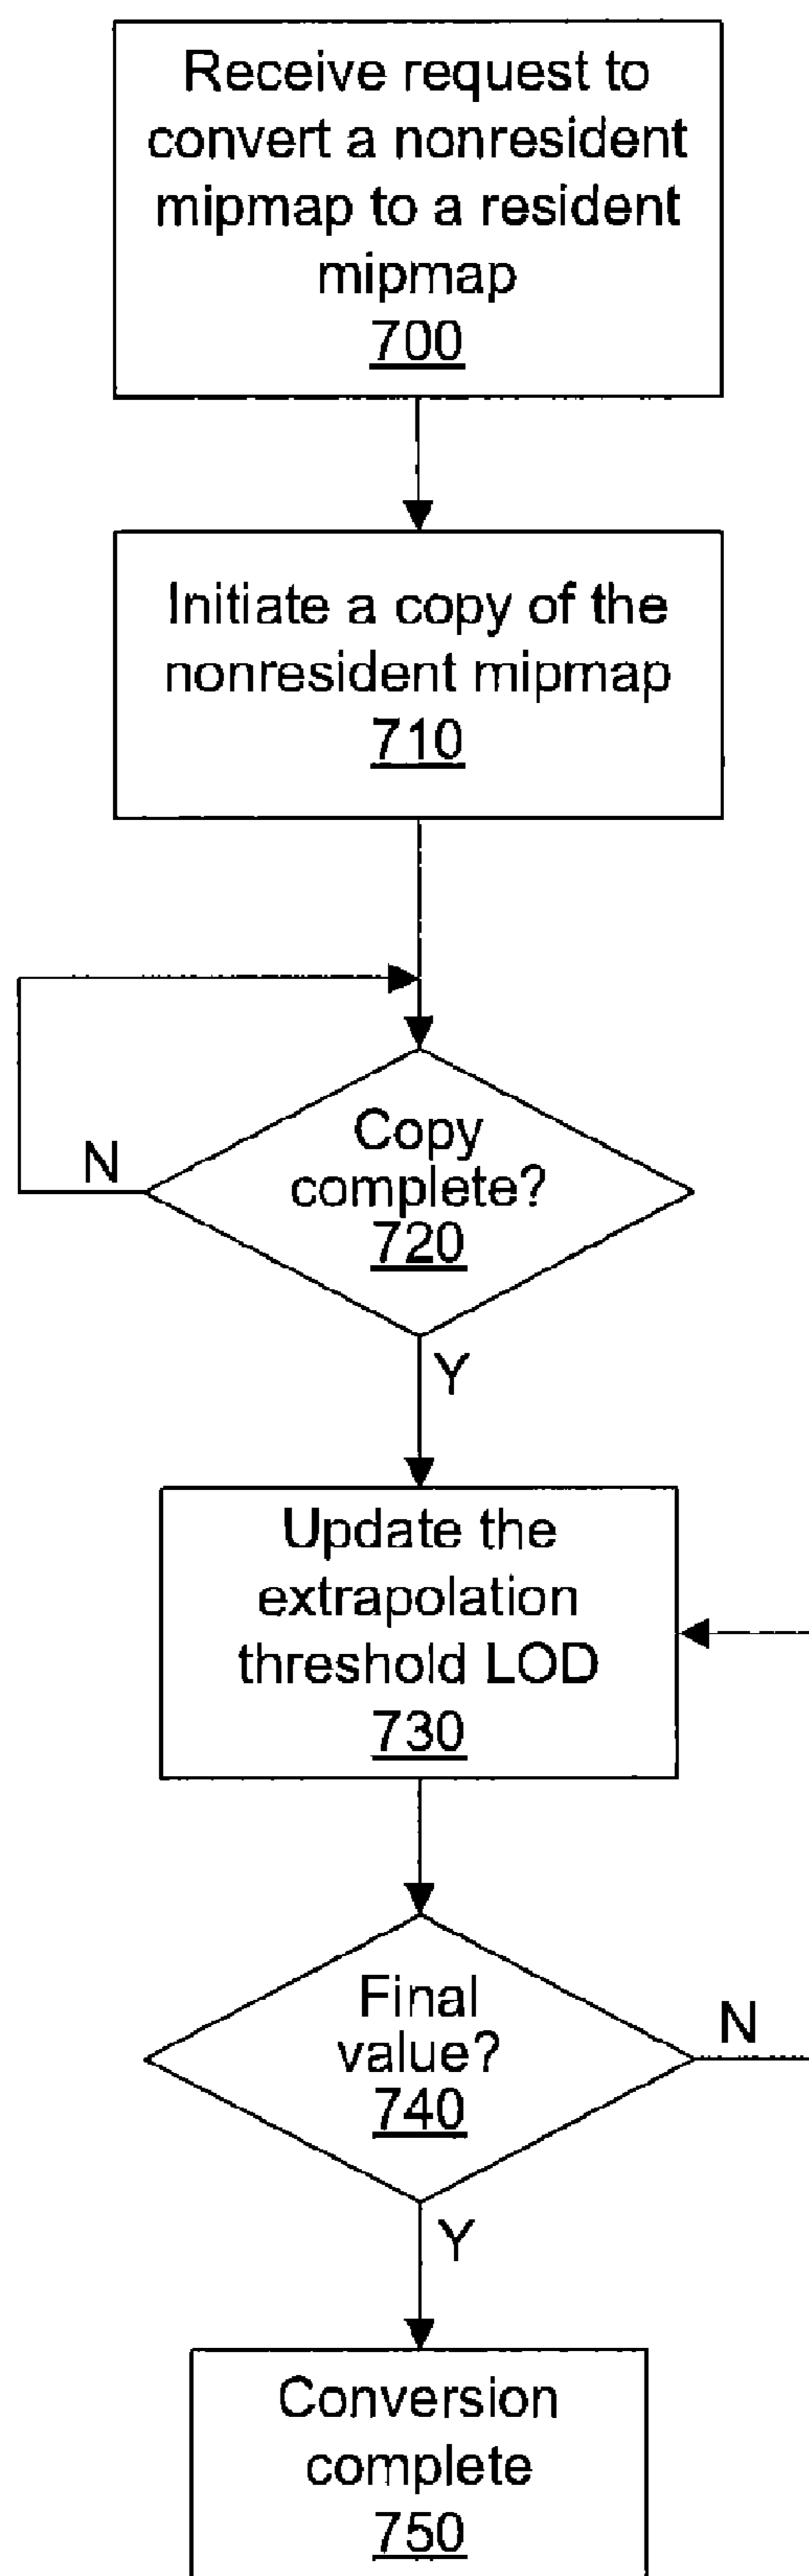 Receive request to
convert a nonresident
mipmap to a resident
mipmap
700
Initiate a copy of the
nonresident mipmap
710
Copy
complete?
720
N
Y
Update the
extrapolation
threshold LOD
730
Final
value?
740
N
Y
Conversion
complete
750